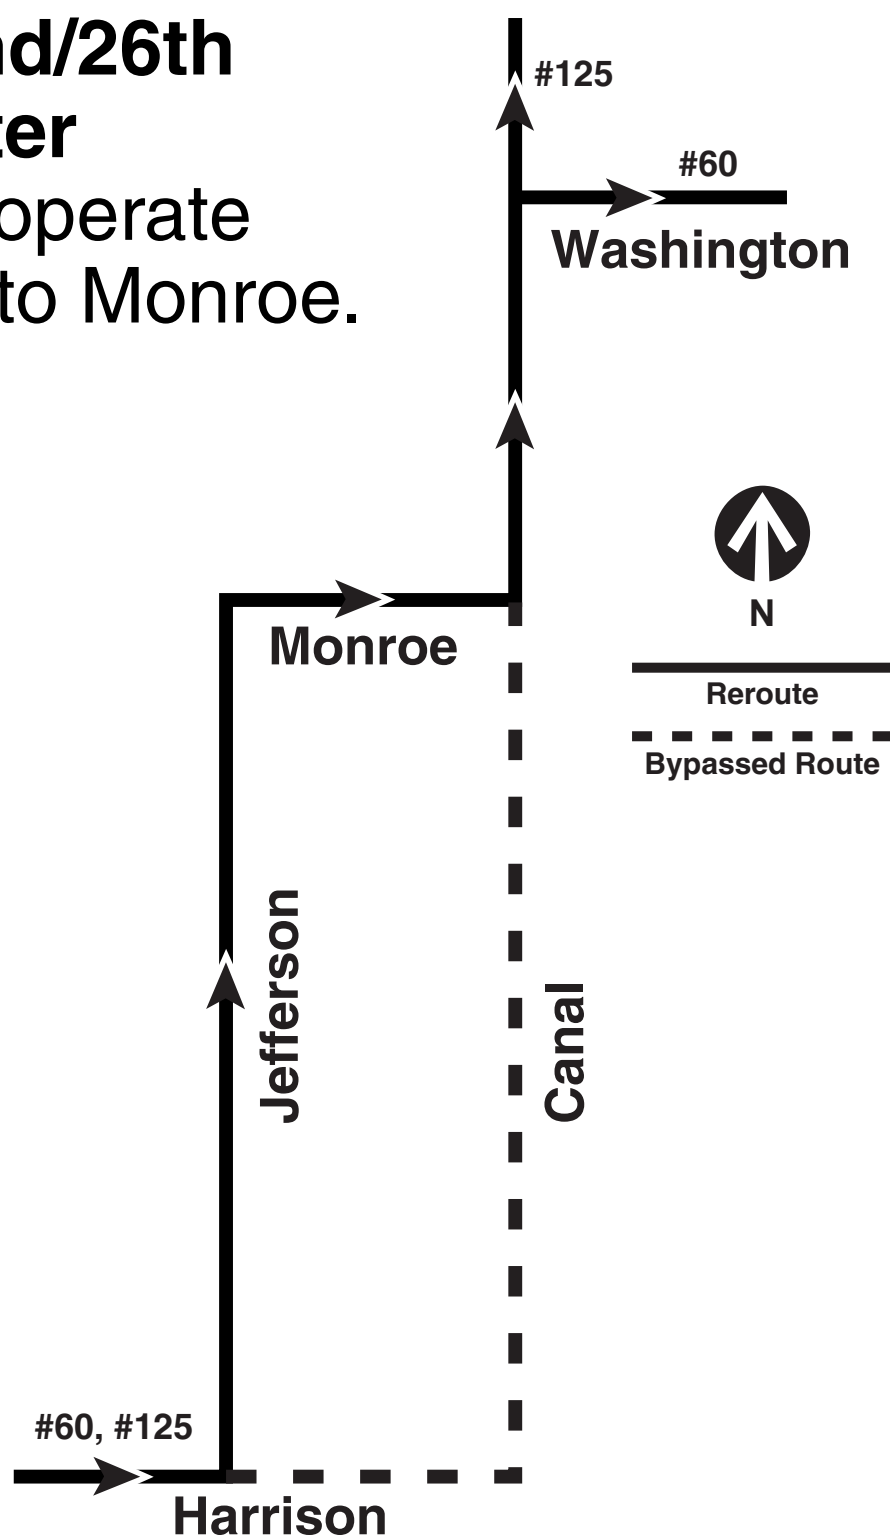 nd/26th
ter
operate
to Monroe.
#125
#60
Washington
N
Monroe
Reroute
Bypassed Route
Jefferson
Canal
#60, #125
Harrison